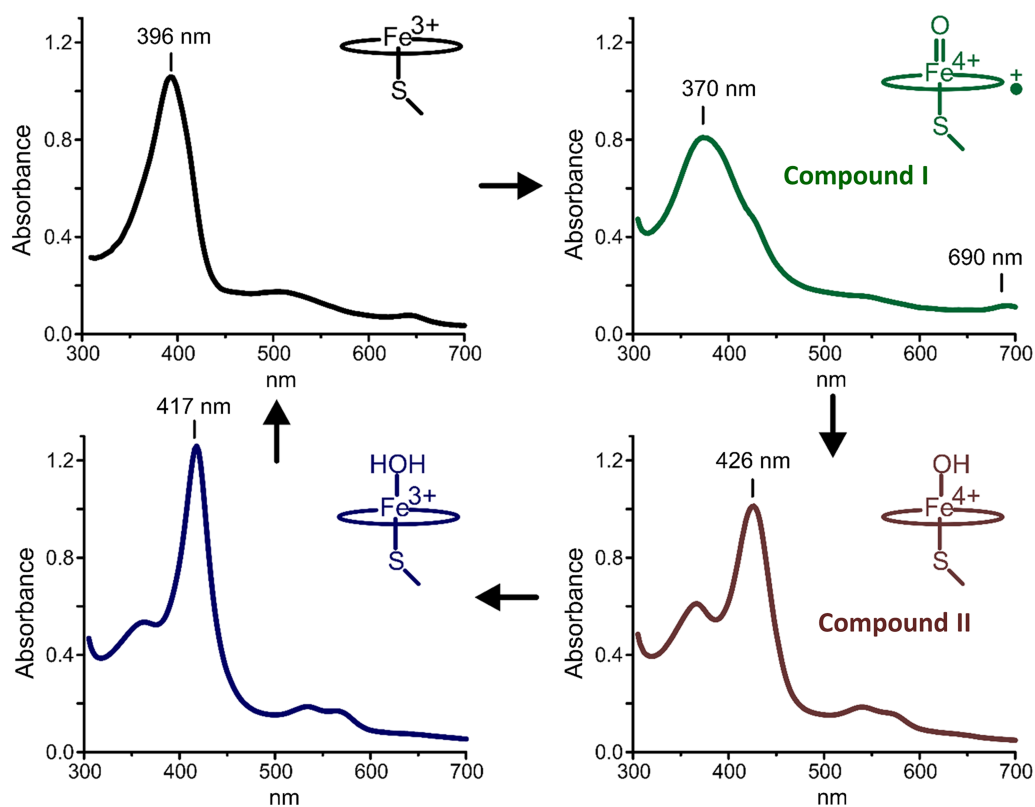 396 nm
Fe3+
S
Absorbance
1.2
0.8
0.4
0.0
300 400 500 600 700
nm
O
Fe4+
+
S
370 nm
Compound I
690 nm
Absorbance
1.2
0.8
0.4
0.0
300 400 500 600 700
nm
417 nm
HOH
Fe3+
S
Absorbance
1.2
0.8
0.4
0.0
300 400 500 600 700
nm
426 nm
OH
Fe4+
S
Compound II
Absorbance
1.2
0.8
0.4
0.0
300 400 500 600 700
nm